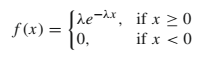 f(x) = { λe^{−λx}, if x ≥ 0
0, if x < 0